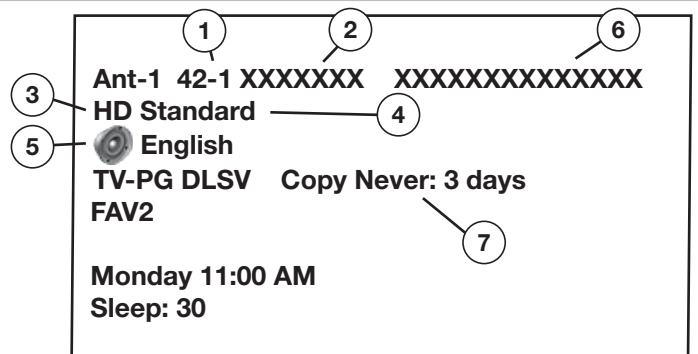 1
2
6
Ant-1 42-1 XXXXXXX XXXXXXXXXXXXXX
3
HD Standard
4
5
English
TV-PG DLSV Copy Never: 3 days
FAV2
7
Monday 11:00 AM
Sleep: 30